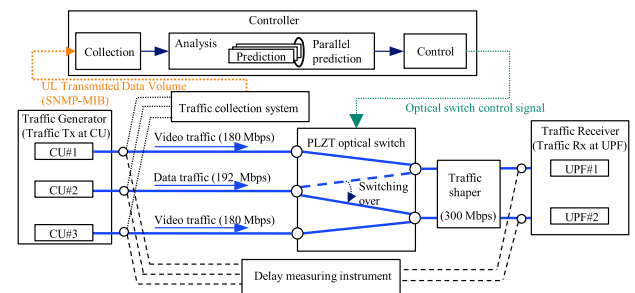 Controller
Collection
Analysis
Prediction
Parallel
prediction
Control
UL Transmitted Data Volume
(SNMP-MIB)
Traffic collection system
Optical switch control signal
Traffic Generator
(Traffic Tx at CU)
CU#1
CU#2
CU#3
Video traffic (180 Mbps)
Data traffic (192 Mbps)
Video traffic (180 Mbps)
PLZT optical switch
Switching
over
Traffic
shaper
(300 Mbps)
Traffic Receiver
(Traffic Rx at UPF)
UPF#1
UPF#2
Delay measuring instrument